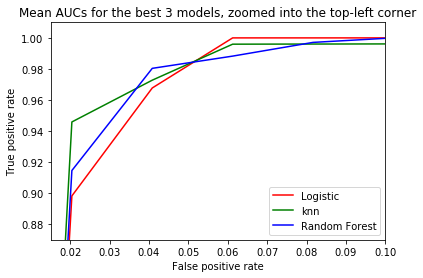 Mean AUCs for the best 3 models, zoomed into the top-left corner
1.00
0.98
0.96
0.94
0.92
0.90
0.88
True positive rate
Logistic
knn
Random Forest
0.02 0.03 0.04 0.05 0.06 0.07 0.08 0.09 0.10
False positive rate